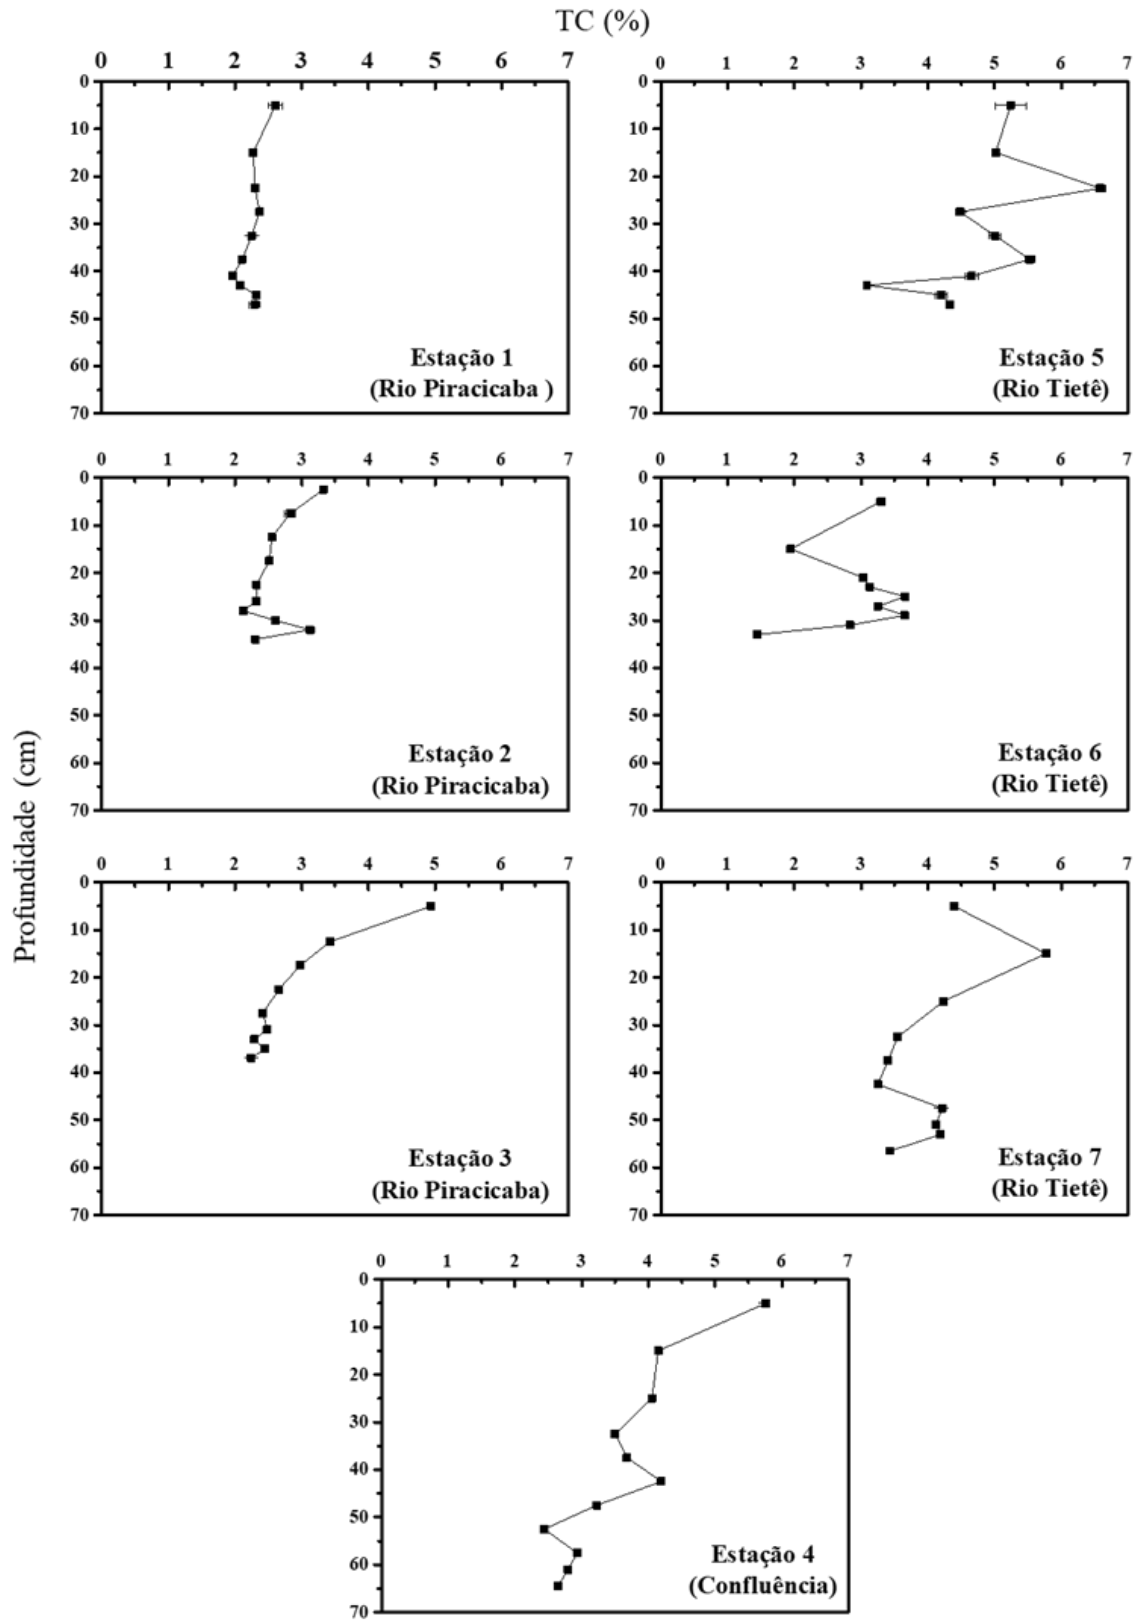 TC (%)
0 1 2 3 4 5 6 7
0
10
20
30
40
50
60
70
Estação 1
(Rio Piracicaba )
0 1 2 3 4 5 6 7
0
10
20
30
40
50
60
70
Estação 5
(Rio Tietê)
0 1 2 3 4 5 6 7
0
10
20
30
40
50
60
70
Estação 2
(Rio Piracicaba)
0 1 2 3 4 5 6 7
0
10
20
30
40
50
60
70
Estação 6
(Rio Tietê)
Profundidade (cm)
0 1 2 3 4 5 6 7
0
10
20
30
40
50
60
70
Estação 3
(Rio Piracicaba)
0 1 2 3 4 5 6 7
0
10
20
30
40
50
60
70
Estação 7
(Rio Tietê)
0 1 2 3 4 5 6 7
0
10
20
30
40
50
60
70
Estação 4
(Confluência)